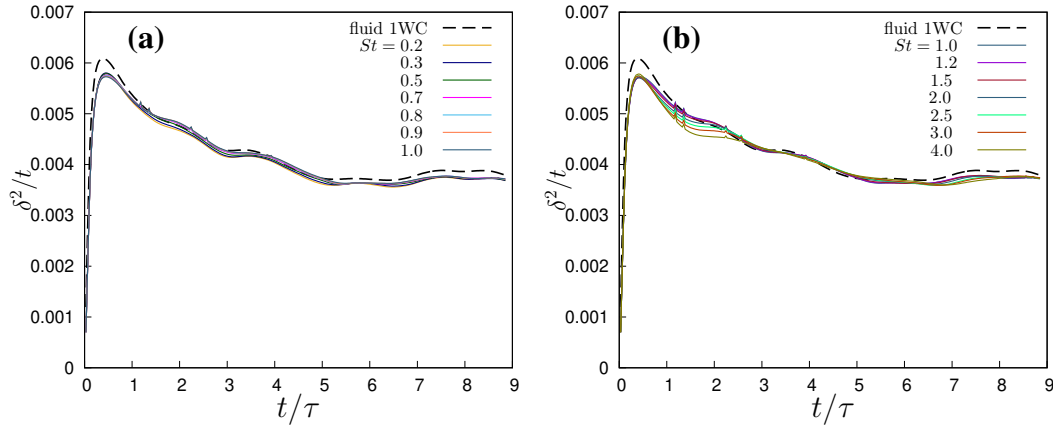 (a)
fluid 1WC
St = 0.2
0.3
0.5
0.7
0.8
0.9
1.0
0.007
0.006
0.005
0.004
0.003
0.002
0.001
0
δ²/t
0 1 2 3 4 5 6 7 8 9
t/τ
(b)
fluid 1WC
St = 1.0
1.2
1.5
2.0
2.5
3.0
4.0
0.007
0.006
0.005
0.004
0.003
0.002
0.001
0
δ²/t
0 1 2 3 4 5 6 7 8 9
t/τ